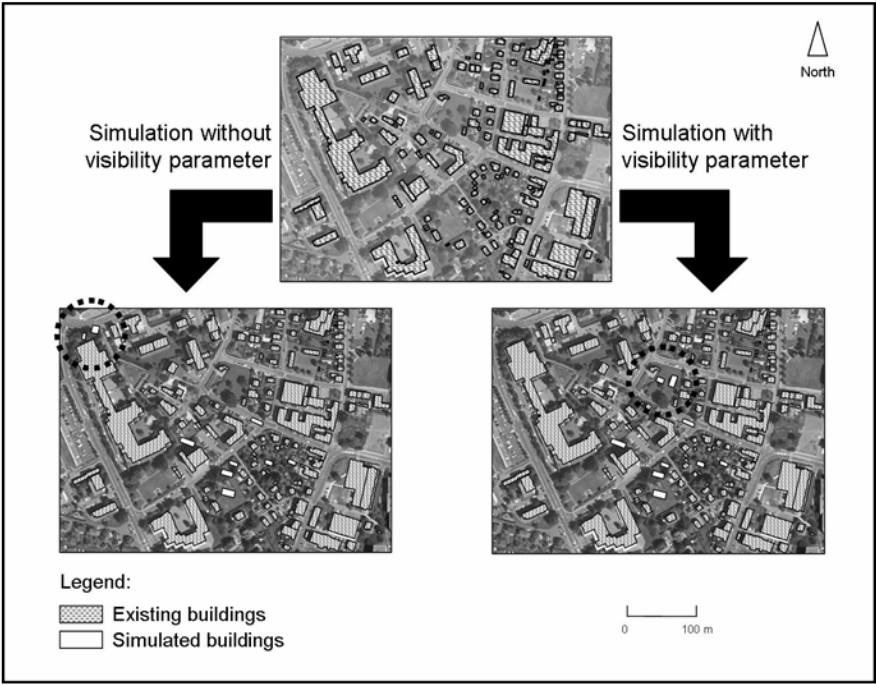 North
Simulation without
visibility parameter
Simulation with
visibility parameter
Legend:
Existing buildings
Simulated buildings
0 100 m